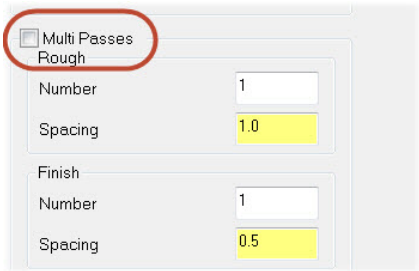 Multi Passes
Rough
Number 1
Spacing 1.0
Finish
Number 1
Spacing 0.5